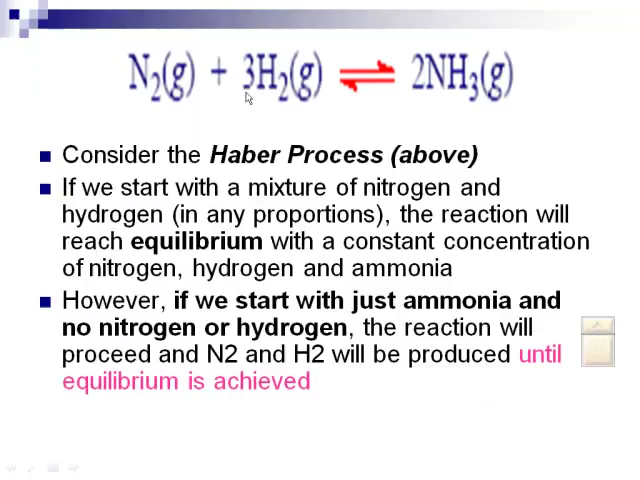 N₂(g) + 3H₂(g) ⇌ 2NH₃(g)
Consider the Haber Process (above)
If we start with a mixture of nitrogen and
hydrogen (in any proportions), the reaction will
reach equilibrium with a constant concentration
of nitrogen, hydrogen and ammonia
However, if we start with just ammonia and
no nitrogen or hydrogen, the reaction will
proceed and N2 and H2 will be produced until
equilibrium is achieved